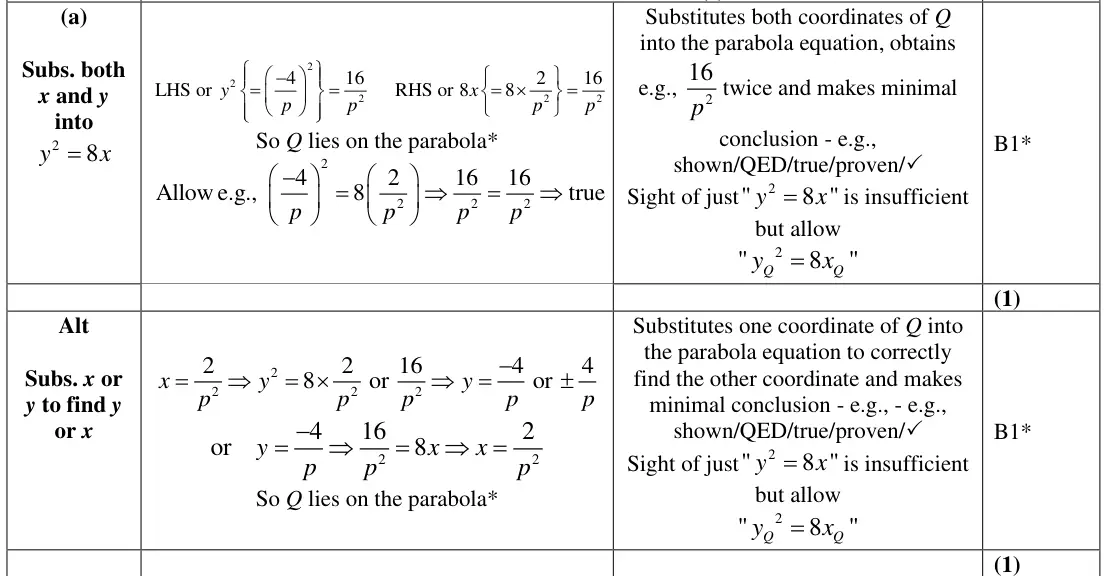 (a)
Subs. both
x and y
into
y² = 8x
LHS or y² {= (−4/p)²} = 16/p² RHS or 8x {= 8 × 2/p²} = 16/p²
So Q lies on the parabola*
Allow e.g., (−4/p)² = 8(2/p²) ⇒ 16/p² = 16/p² ⇒ true
Substitutes both coordinates of Q
into the parabola equation, obtains
e.g., 16/p² twice and makes minimal
conclusion - e.g.,
shown/QED/true/proven/✓
Sight of just " y² = 8x" is insufficient
but allow
" y_Q² = 8x_Q "
B1*
(1)
Alt
Subs. x or
y to find y
or x
x = 2/p² ⇒ y² = 8 × 2/p² or 16/p² ⇒ y = −4/p or ± 4/p
or y = −4/p ⇒ 16/p² = 8x ⇒ x = 2/p²
So Q lies on the parabola*
Substitutes one coordinate of Q into
the parabola equation to correctly
find the other coordinate and makes
minimal conclusion - e.g., - e.g.,
shown/QED/true/proven/✓
Sight of just " y² = 8x" is insufficient
but allow
" y_Q² = 8x_Q "
B1*
(1)